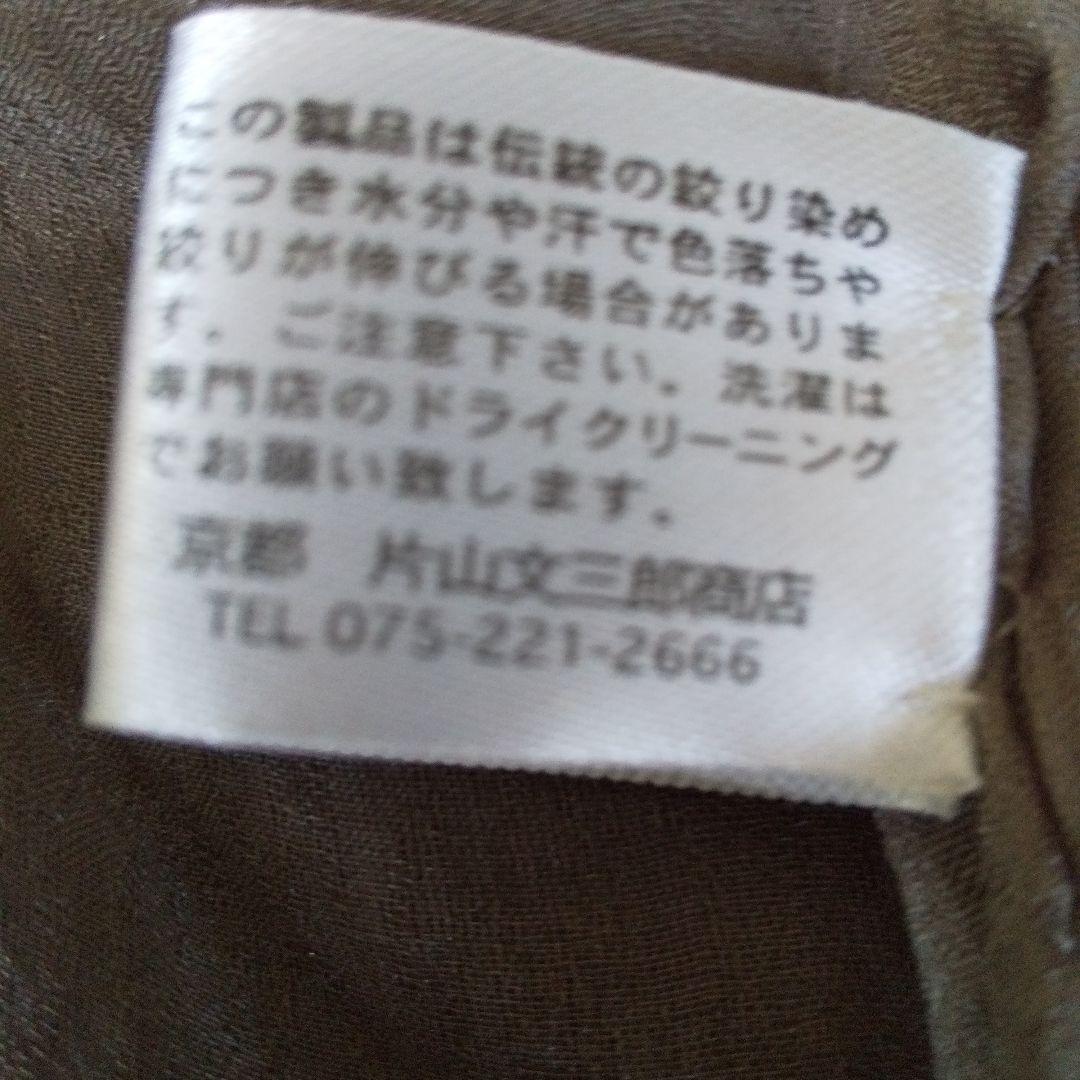 この製品は伝統の絞り染め
につき水分や汗で色落ちや
絞りが伸びる場合がありま
す。ご注意下さい。洗濯は
専門店のドライクリーニング
でお願い致します。
京都 片山文三郎商店
TEL 075-221-2666